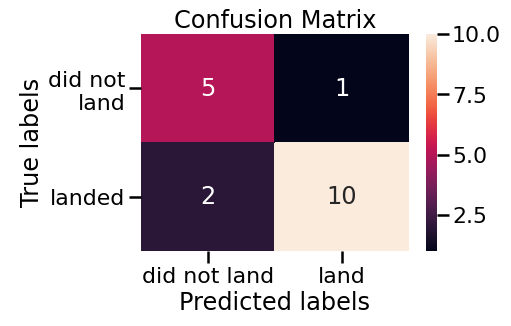 Confusion Matrix
True labels
did not
land
landed
5
1
2
10
did not land
land
Predicted labels
10.0
7.5
5.0
2.5